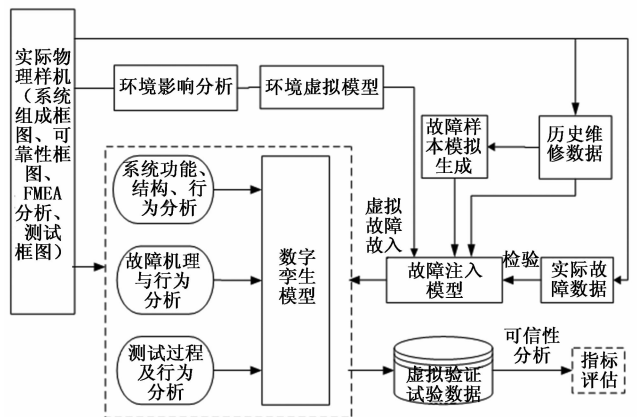 实际物
理样机
(系统
组成框
图、可
靠性框
图、
FMEA
分析、
测试
框图)
环境影响分析
环境虚拟模型
故障样
本模拟
生成
历史维
修数据
系统功能、
结构、行
为分析
故障机理
与行为
分析
测试过程
及行为
分析
数字
孪生
模型
虚拟
故障
故入
故障注入
模型
检验
实际故
障数据
虚拟验证
试验数据
可信性
分析
指标
评估